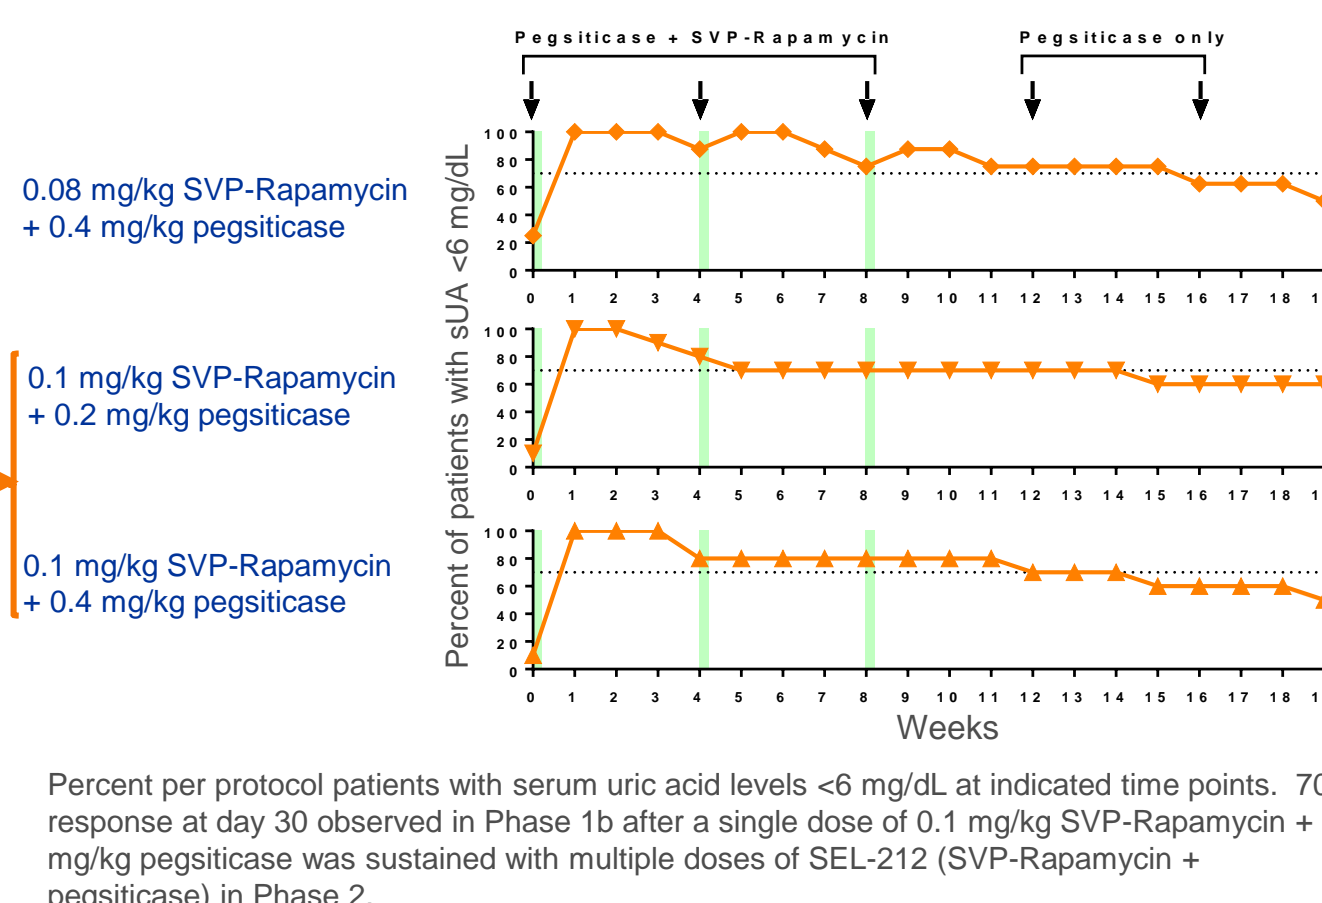 Pegsiticase + SVP-Rapamycin
Pegsiticase only
0.08 mg/kg SVP-Rapamycin
+ 0.4 mg/kg pegsiticase
0.1 mg/kg SVP-Rapamycin
+ 0.2 mg/kg pegsiticase
0.1 mg/kg SVP-Rapamycin
+ 0.4 mg/kg pegsiticase
Percent of patients with sUA <6 mg/dL
100
80
60
40
20
0
0 1 2 3 4 5 6 7 8 9 10 11 12 13 14 15 16 17 18 1
100
80
60
40
20
0
0 1 2 3 4 5 6 7 8 9 10 11 12 13 14 15 16 17 18 1
100
80
60
40
20
0
0 1 2 3 4 5 6 7 8 9 10 11 12 13 14 15 16 17 18 1
Weeks
Percent per protocol patients with serum uric acid levels <6 mg/dL at indicated time points. 70
response at day 30 observed in Phase 1b after a single dose of 0.1 mg/kg SVP-Rapamycin +
mg/kg pegsiticase was sustained with multiple doses of SEL-212 (SVP-Rapamycin +
pegsiticase) in Phase 2.